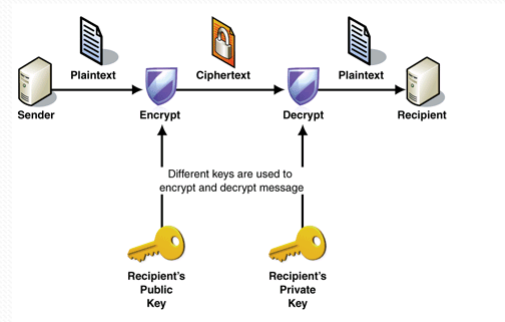 Plaintext
Ciphertext
Plaintext
Sender
Encrypt
Decrypt
Recipient
Different keys are used to
encrypt and decrypt message
Recipient's
Public
Key
Recipient's
Private
Key